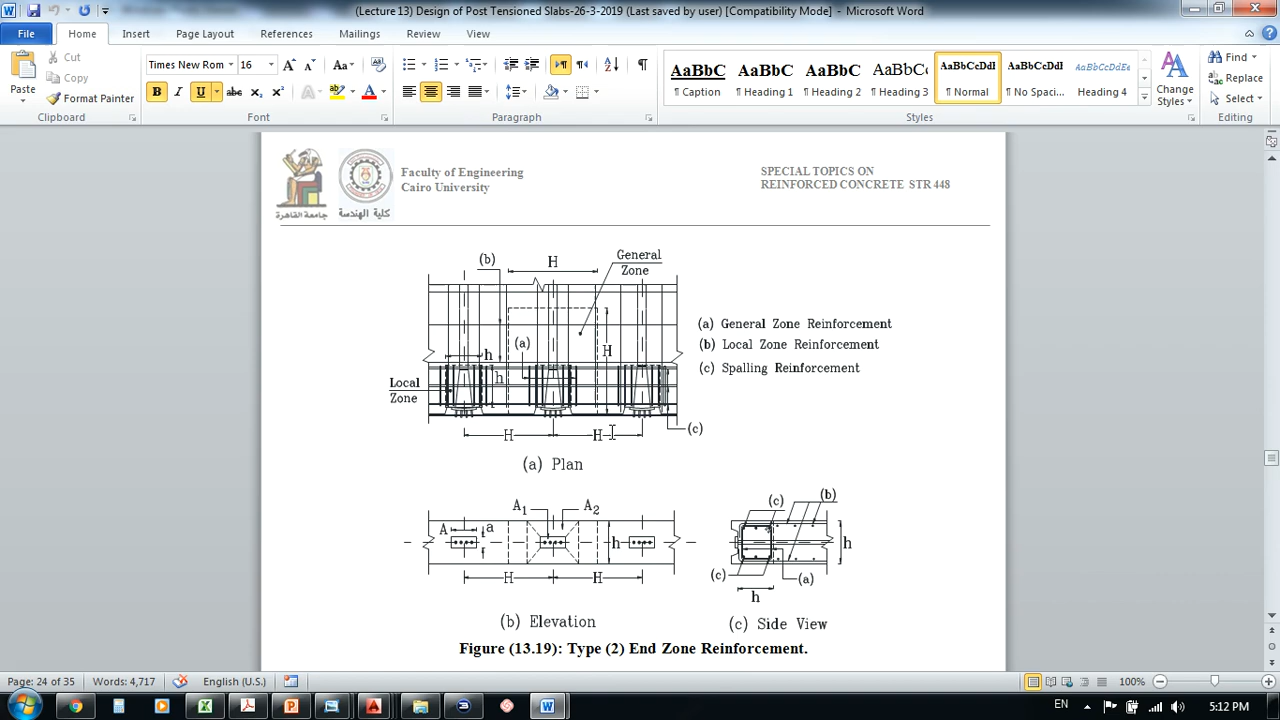 (Lecture 13) Design of Post Tensioned Slabs-26-3-2019 (Last saved by user) [Compatibility Mode] - Microsoft Word
File Home Insert Page Layout References Mailings Review View
Paste
Cut
Copy
Format Painter
Clipboard
Times New Rom 16
B I U abc x₂ x² A
Font
Paragraph
AaBbC AaBbC AaBbC AaBbC AaBbCcDdI AaBbCcDdI AaBbCcDdEe
¶ Caption ¶ Heading 1 ¶ Heading 2 ¶ Heading 3 ¶ Normal ¶ No Spaci... Heading 4
Styles
Change
Styles
Find
Replace
Select
Editing
جامعة القاهرة
كلية الهندسة
Faculty of Engineering
Cairo University
SPECIAL TOPICS ON
REINFORCED CONCRETE STR 448
(b)
H
General
Zone
(a)
H
h
h
Local
Zone
(c)
H
H
(a) General Zone Reinforcement
(b) Local Zone Reinforcement
(c) Spalling Reinforcement
(a) Plan
A
a
A₁
A₂
h
H
H
(b) Elevation
(c)
(b)
h
(c)
(a)
h
(c) Side View
Figure (13.19): Type (2) End Zone Reinforcement.
Page: 24 of 35 Words: 4,717 English (U.S.) 100%
EN 5:12 PM